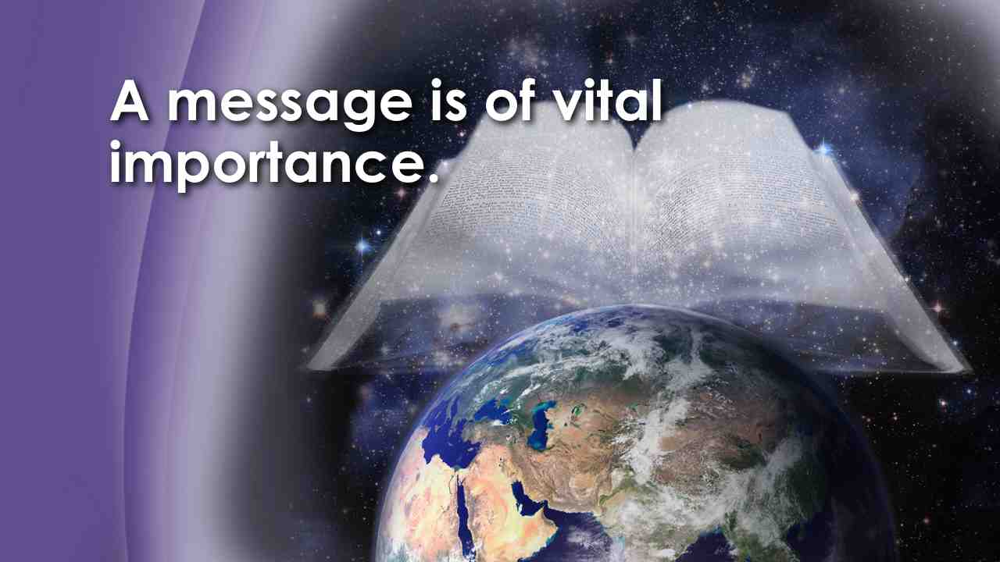 A message is of vital
importance.